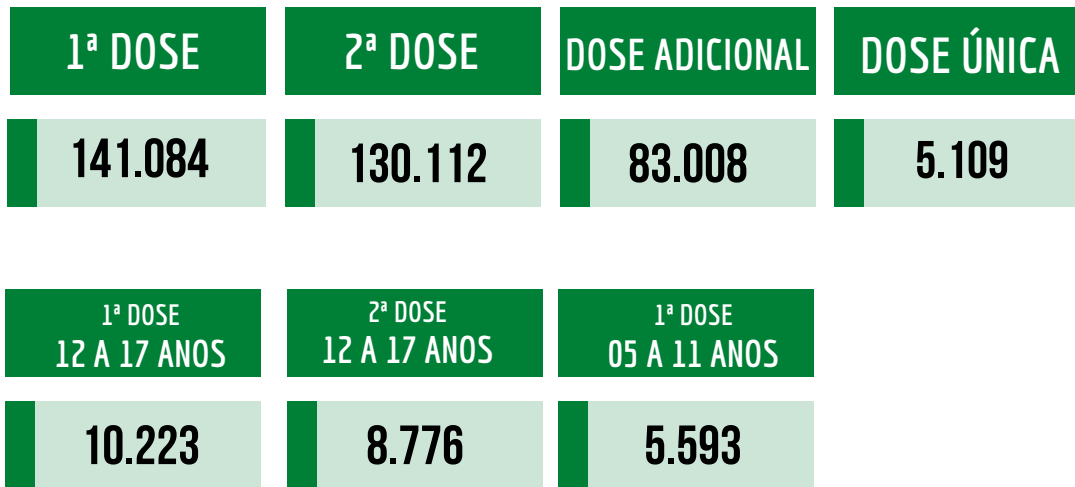 1ª DOSE
2ª DOSE
DOSE ADICIONAL
DOSE ÚNICA
141.084
130.112
83.008
5.109
1ª DOSE
12 A 17 ANOS
2ª DOSE
12 A 17 ANOS
1ª DOSE
05 A 11 ANOS
10.223
8.776
5.593